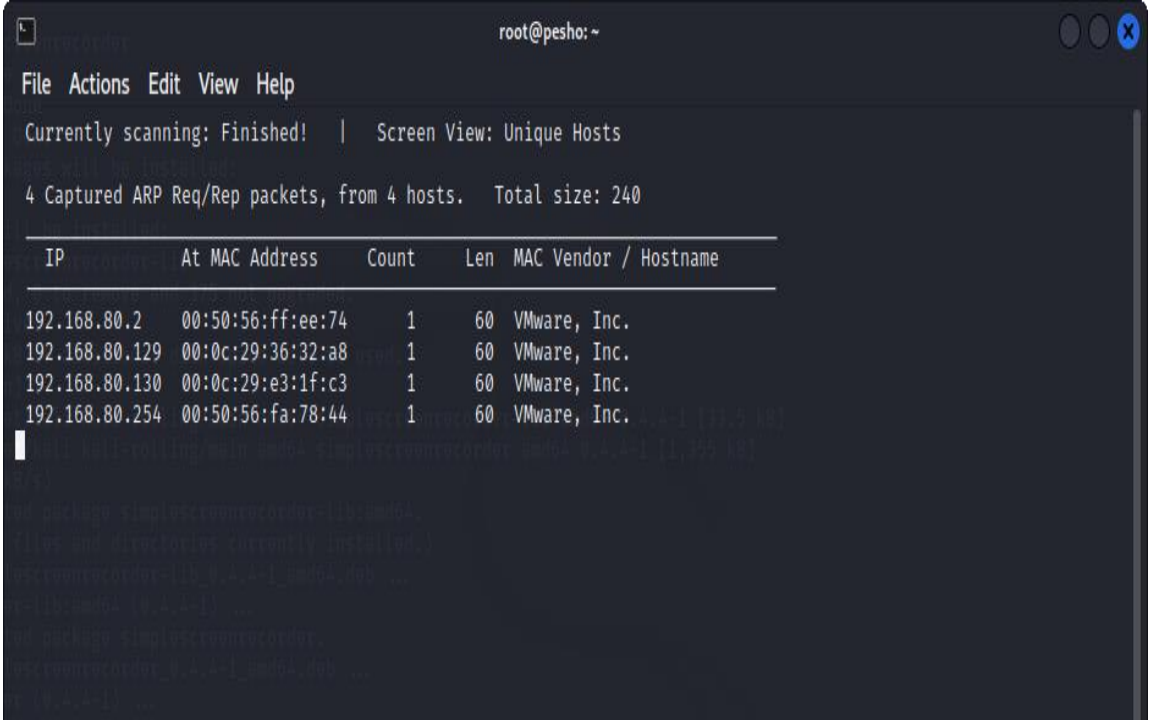 root@pesho: ~
File Actions Edit View Help
Currently scanning: Finished! | Screen View: Unique Hosts
4 Captured ARP Req/Rep packets, from 4 hosts. Total size: 240
IP At MAC Address Count Len MAC Vendor / Hostname
192.168.80.2 00:50:56:ff:ee:74 1 60 VMware, Inc.
192.168.80.129 00:0c:29:36:32:a8 1 60 VMware, Inc.
192.168.80.130 00:0c:29:e3:1f:c3 1 60 VMware, Inc.
192.168.80.254 00:50:56:fa:78:44 1 60 VMware, Inc.